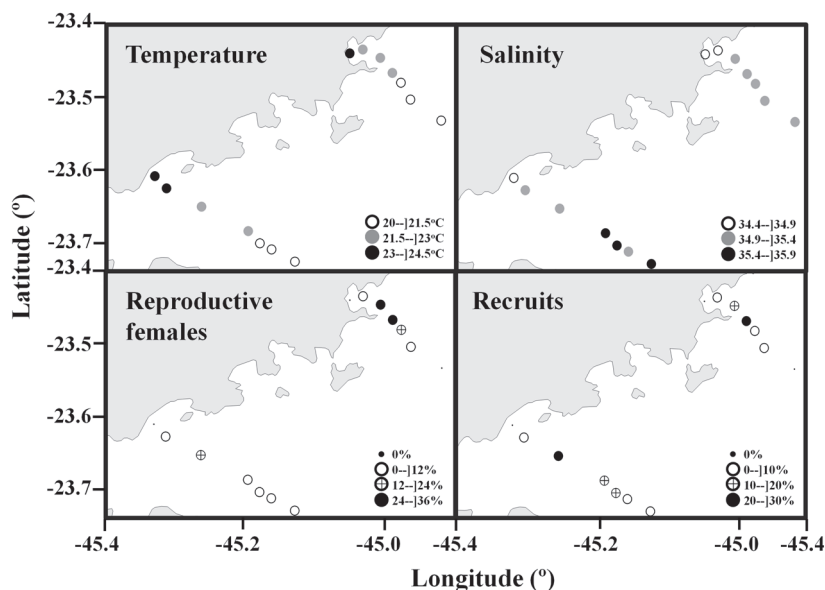 Temperature
20--]21.5ºC
21.5--]23ºC
23--]24.5ºC
Salinity
34.4--]34.9
34.9--]35.4
35.4--]35.9
Reproductive
females
0%
0--]12%
12--]24%
24--]36%
Recruits
0%
0--]10%
10--]20%
20--]30%
Latitude (º)
-23.4
-23.5
-23.6
-23.7
-23.4
-23.5
-23.6
-23.7
-45.4
-45.2
-45.0
-45.4
-45.2
-45.0
-45.4
Longitude (º)